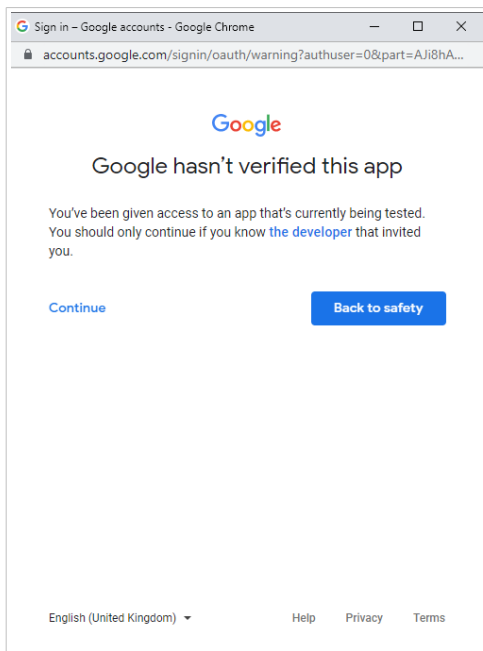 Sign in – Google accounts - Google Chrome
accounts.google.com/signin/oauth/warning?authuser=0&part=AJi8hA...
Google
Google hasn't verified this app
You've been given access to an app that's currently being tested.
You should only continue if you know the developer that invited
you.
Continue
Back to safety
English (United Kingdom)
Help Privacy Terms